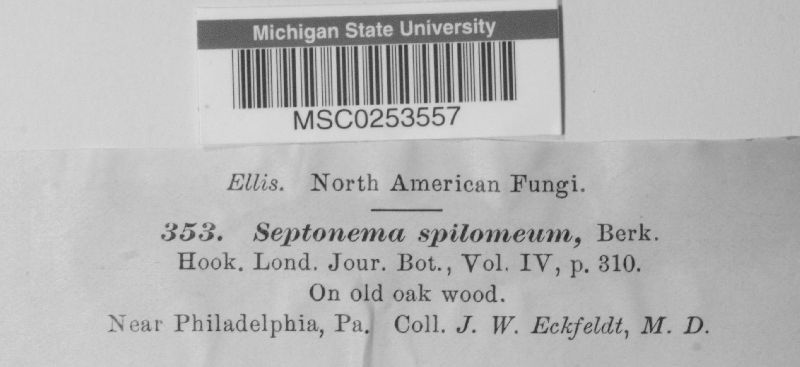 Michigan State University
MSC0253557
Ellis. North American Fungi.
353. Septonema spilomeum, Berk.
Hook. Lond. Jour. Bot., Vol. IV, p. 310.
On old oak wood.
Near Philadelphia, Pa. Coll. J. W. Eckfeldt, M. D.